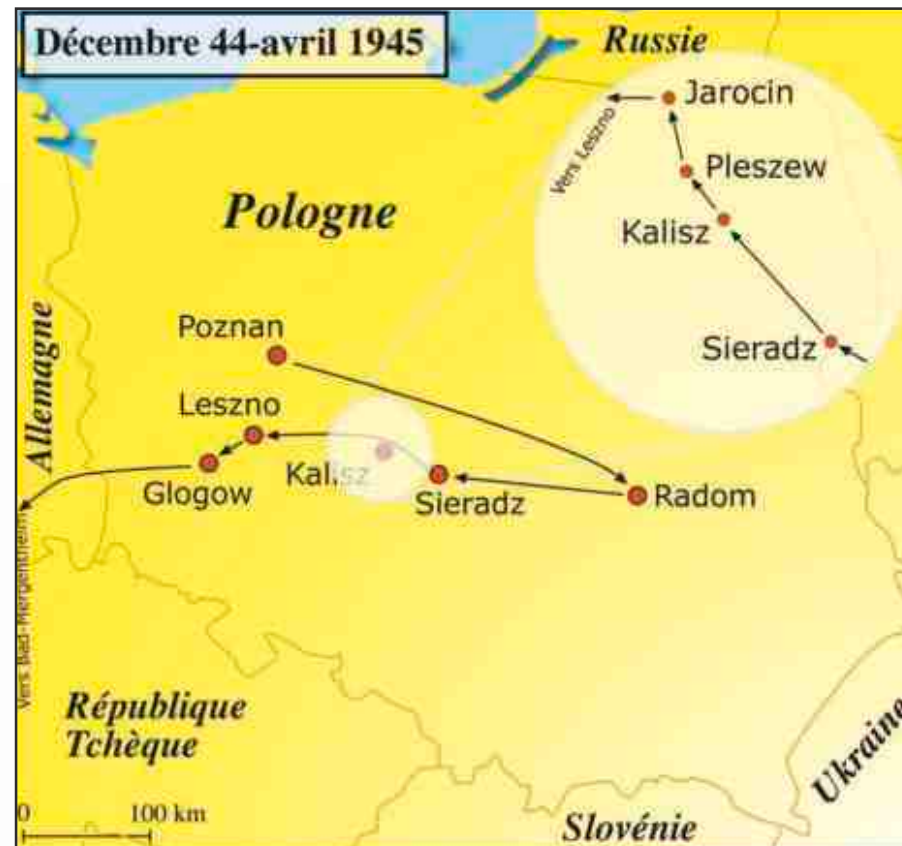 Décembre 44-avril 1945
Russie
Jarocin
Vers Leszno
Pleszew
Pologne
Kalisz
Sieradz
Allemagne
Poznan
Leszno
Kalisz
Glogow
Sieradz
Radom
Vers Bad-Mergentheim
République
Tchèque
Ukraine
0 100 km
Slovénie